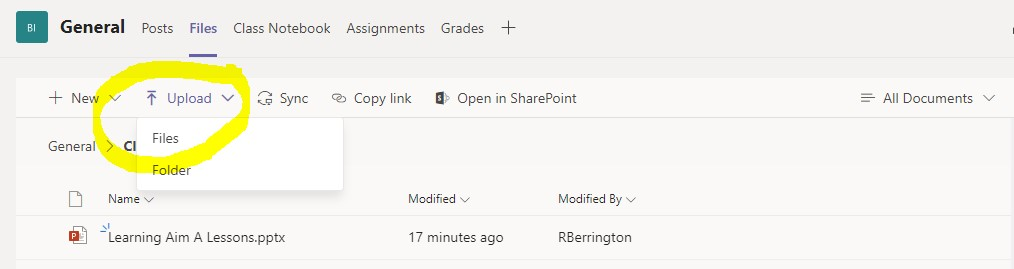 BI General Posts Files Class Notebook Assignments Grades
New Upload Sync Copy link Open in SharePoint All Documents
Files
General > Cl
Folder
Name Modified Modified By
Learning Aim A Lessons.pptx 17 minutes ago RBerrington